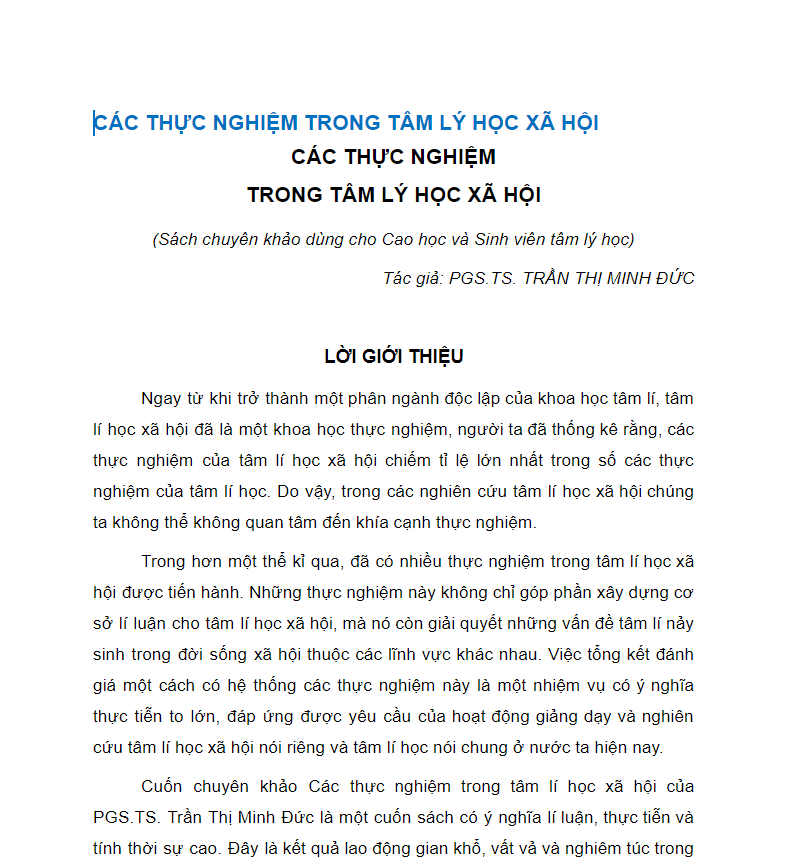 CÁC THỰC NGHIỆM TRONG TÂM LÝ HỌC XÃ HỘI
CÁC THỰC NGHIỆM
TRONG TÂM LÝ HỌC XÃ HỘI
(Sách chuyên khảo dùng cho Cao học và Sinh viên tâm lý học)
Tác giả: PGS.TS. TRẦN THỊ MINH ĐỨC
LỜI GIỚI THIỆU
Ngay từ khi trở thành một phân ngành độc lập của khoa học tâm lí, tâm
lí học xã hội đã là một khoa học thực nghiệm, người ta đã thống kê rằng, các
thực nghiệm của tâm lí học xã hội chiếm tỉ lệ lớn nhất trong số các thực
nghiệm của tâm lí học. Do vậy, trong các nghiên cứu tâm lí học xã hội chúng
ta không thể không quan tâm đến khía cạnh thực nghiệm.
Trong hơn một thể kỉ qua, đã có nhiều thực nghiệm trong tâm lí học xã
hội được tiến hành. Những thực nghiệm này không chỉ góp phần xây dựng cơ
sở lí luận cho tâm lí học xã hội, mà nó còn giải quyết những vấn đề tâm lí nảy
sinh trong đời sống xã hội thuộc các lĩnh vực khác nhau. Việc tổng kết đánh
giá một cách có hệ thống các thực nghiệm này là một nhiệm vụ có ý nghĩa
thực tiễn to lớn, đáp ứng được yêu cầu của hoạt động giảng dạy và nghiên
cứu tâm lí học xã hội nói riêng và tâm lí học nói chung ở nước ta hiện nay.
Cuốn chuyên khảo Các thực nghiệm trong tâm lí học xã hội của
PGS.TS. Trần Thị Minh Đức là một cuốn sách có ý nghĩa lí luận, thực tiễn và
tính thời sự cao. Đây là kết quả lao động gian khổ, vất vả và nghiêm túc trong